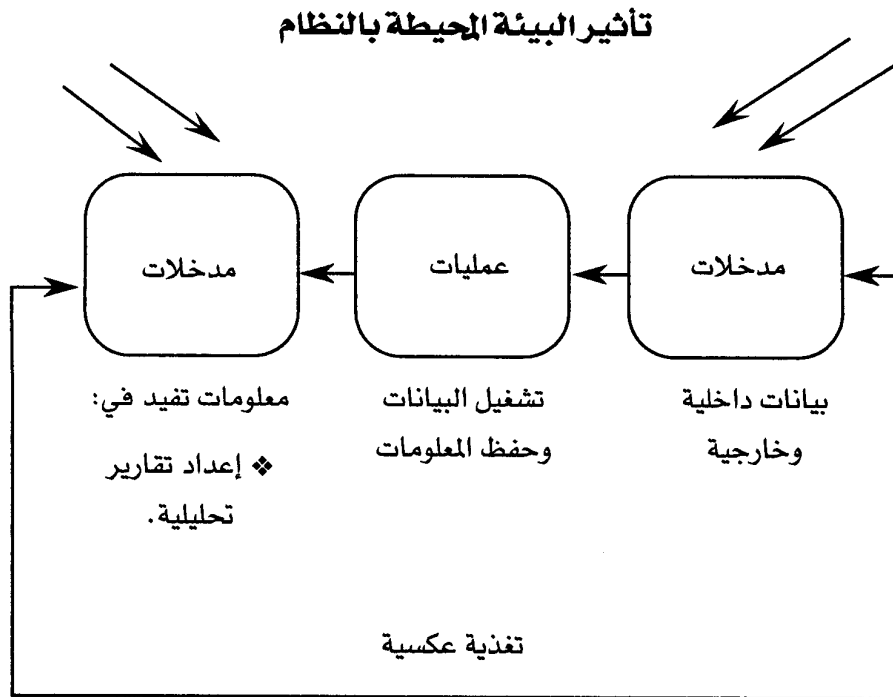 تأثير البيئة المحيطة بالنظام
مدخلات
عمليات
مدخلات
بيانات داخلية
وخارجية
تشغيل البيانات
وحفظ المعلومات
معلومات تفيد في:
❖ إعداد تقارير
تحليلية.
تغذية عكسية